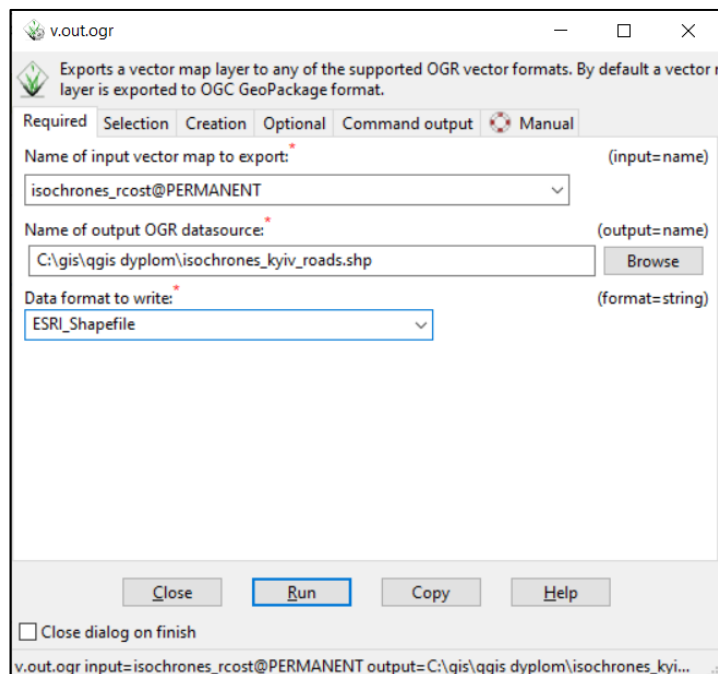 v.out.ogr
Exports a vector map layer to any of the supported OGR vector formats. By default a vector
layer is exported to OGC GeoPackage format.
Required Selection Creation Optional Command output Manual
Name of input vector map to export:* (input=name)
isochrones_rcost@PERMANENT
Name of output OGR datasource:* (output=name)
C:\gis\qgis dyplom\isochrones_kyiv_roads.shp Browse
Data format to write:* (format=string)
ESRI_Shapefile
Close Run Copy Help
Close dialog on finish
v.out.ogr input=isochrones_rcost@PERMANENT output=C:\gis\qgis dyplom\isochrones_kyi...